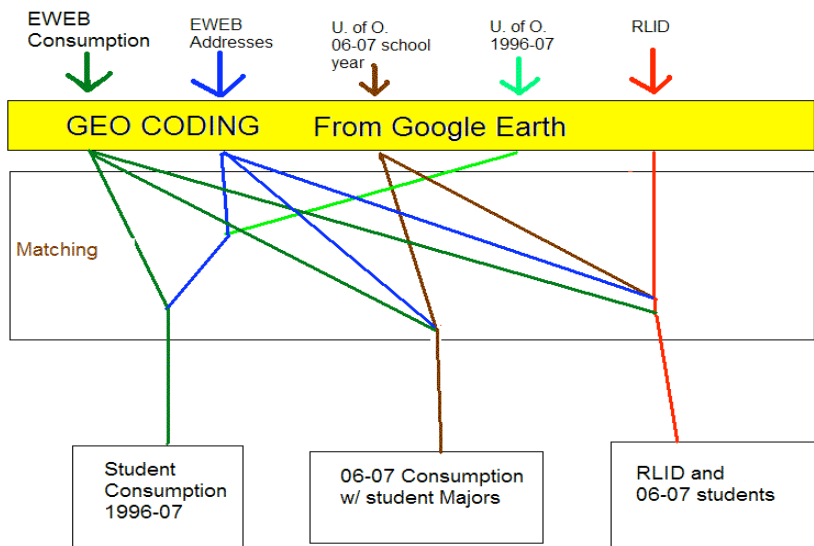 EWEB
Consumption
EWEB
Addresses
U. of O.
06-07 school
year
U. of O.
1996-07
RLID
GEO CODING From Google Earth
Matching
Student
Consumption
1996-07
06-07 Consumption
w/ student Majors
RLID and
06-07 students